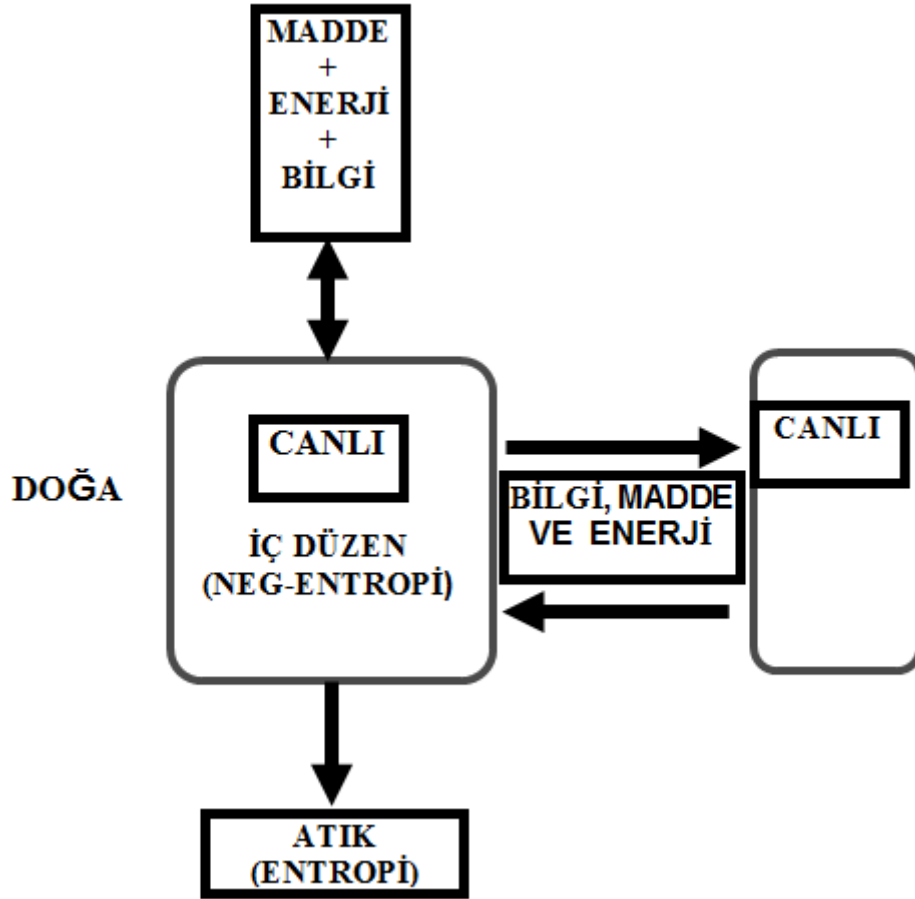 MADDE
+
ENERJİ
+
BİLGİ
DOĞA
CANLI
İÇ DÜZEN
(NEG-ENTROPİ)
BİLGİ, MADDE
VE ENERJİ
CANLI
ATIK
(ENTROPİ)